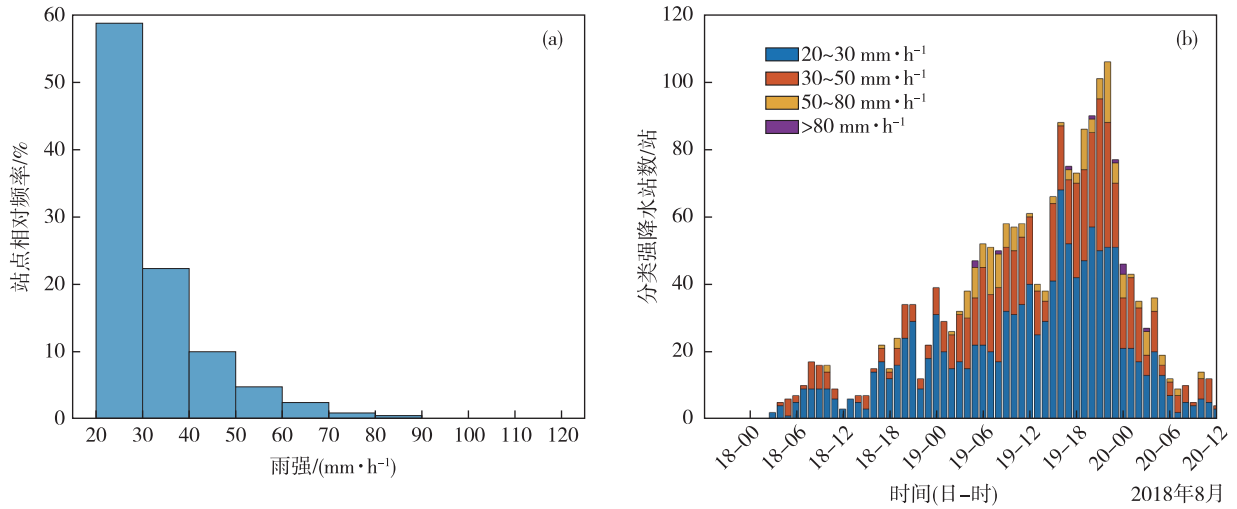 (a)
60
50
40
30
20
10
0
站点相对频率/%
20 30 40 50 60 70 80 90 100 110 120
雨强/(mm·h⁻¹)
(b)
120
100
80
60
40
20
0
分类强降水站数/站
20~30 mm·h⁻¹
30~50 mm·h⁻¹
50~80 mm·h⁻¹
>80 mm·h⁻¹
18-00 18-06 18-12 18-18 19-00 19-06 19-12 19-18 20-00 20-06 20-12
时间(日-时)
2018年8月